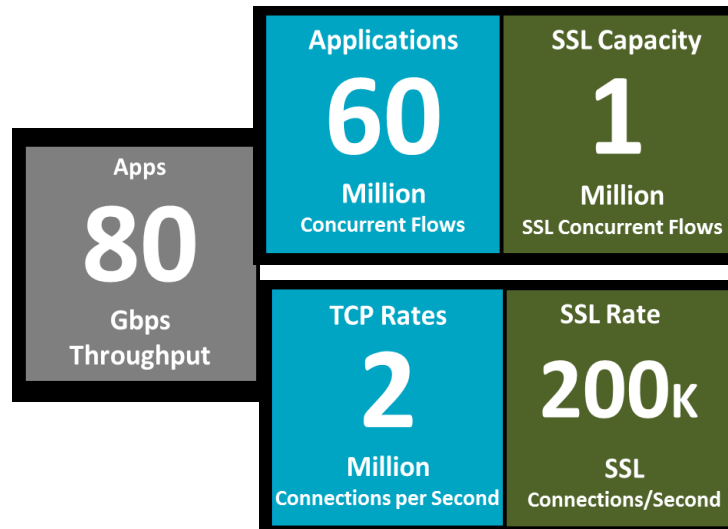 Applications
60
Million
Concurrent Flows
SSL Capacity
1
Million
SSL Concurrent Flows
Apps
80
Gbps
Throughput
TCP Rates
2
Million
Connections per Second
SSL Rate
200K
SSL
Connections/Second